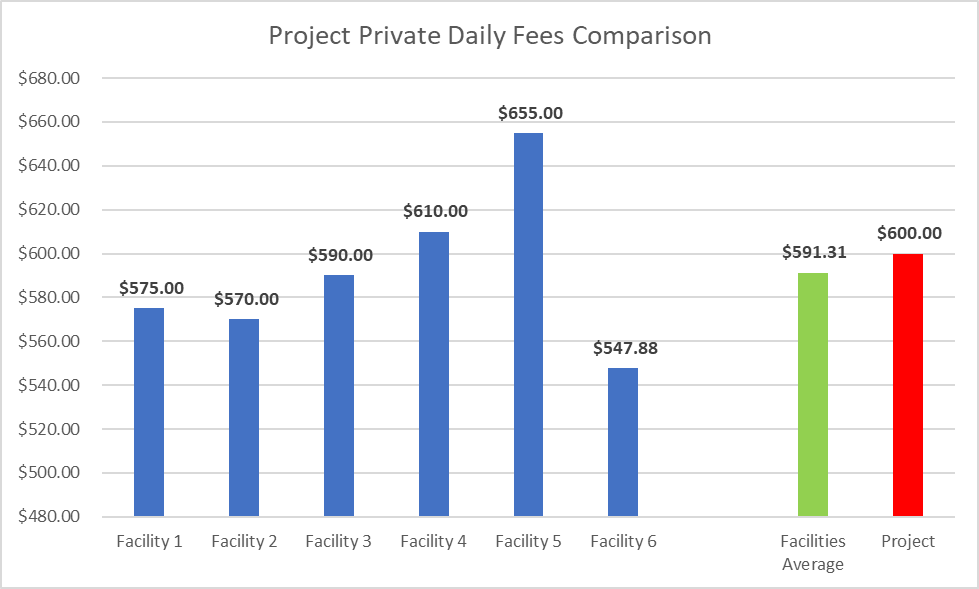 Project Private Daily Fees Comparison
$680.00
$660.00
$640.00
$620.00
$600.00
$580.00
$560.00
$540.00
$520.00
$500.00
$480.00
$575.00
$570.00
$590.00
$610.00
$655.00
$547.88
$591.31
$600.00
Facility 1
Facility 2
Facility 3
Facility 4
Facility 5
Facility 6
Facilities
Average
Project